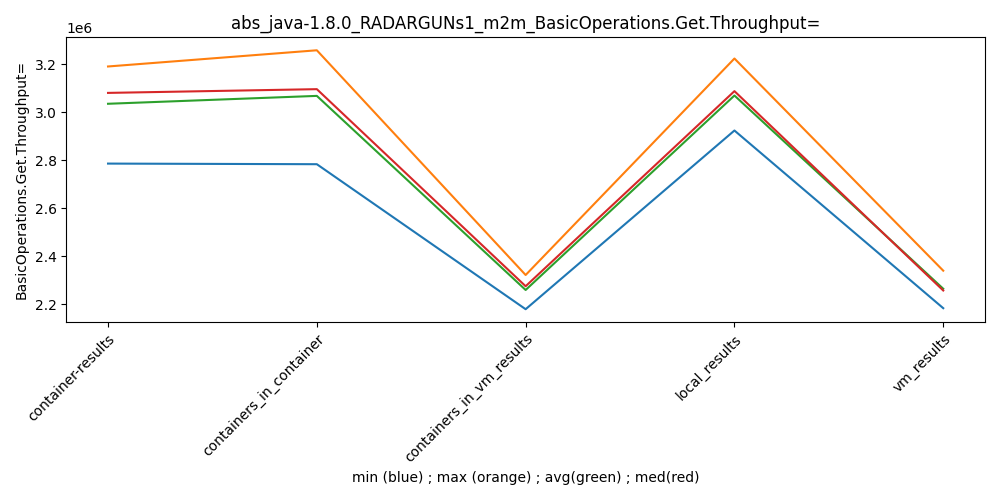 abs_java-1.8.0_RADARGUNs1_m2m_BasicOperations.Get.Throughput=
1e6
3.2
3.0
2.8
2.6
2.4
2.2
BasicOperations.Get.Throughput=
container-results
containers_in_container
containers_in_vm_results
local_results
vm_results
min (blue) ; max (orange) ; avg(green) ; med(red)